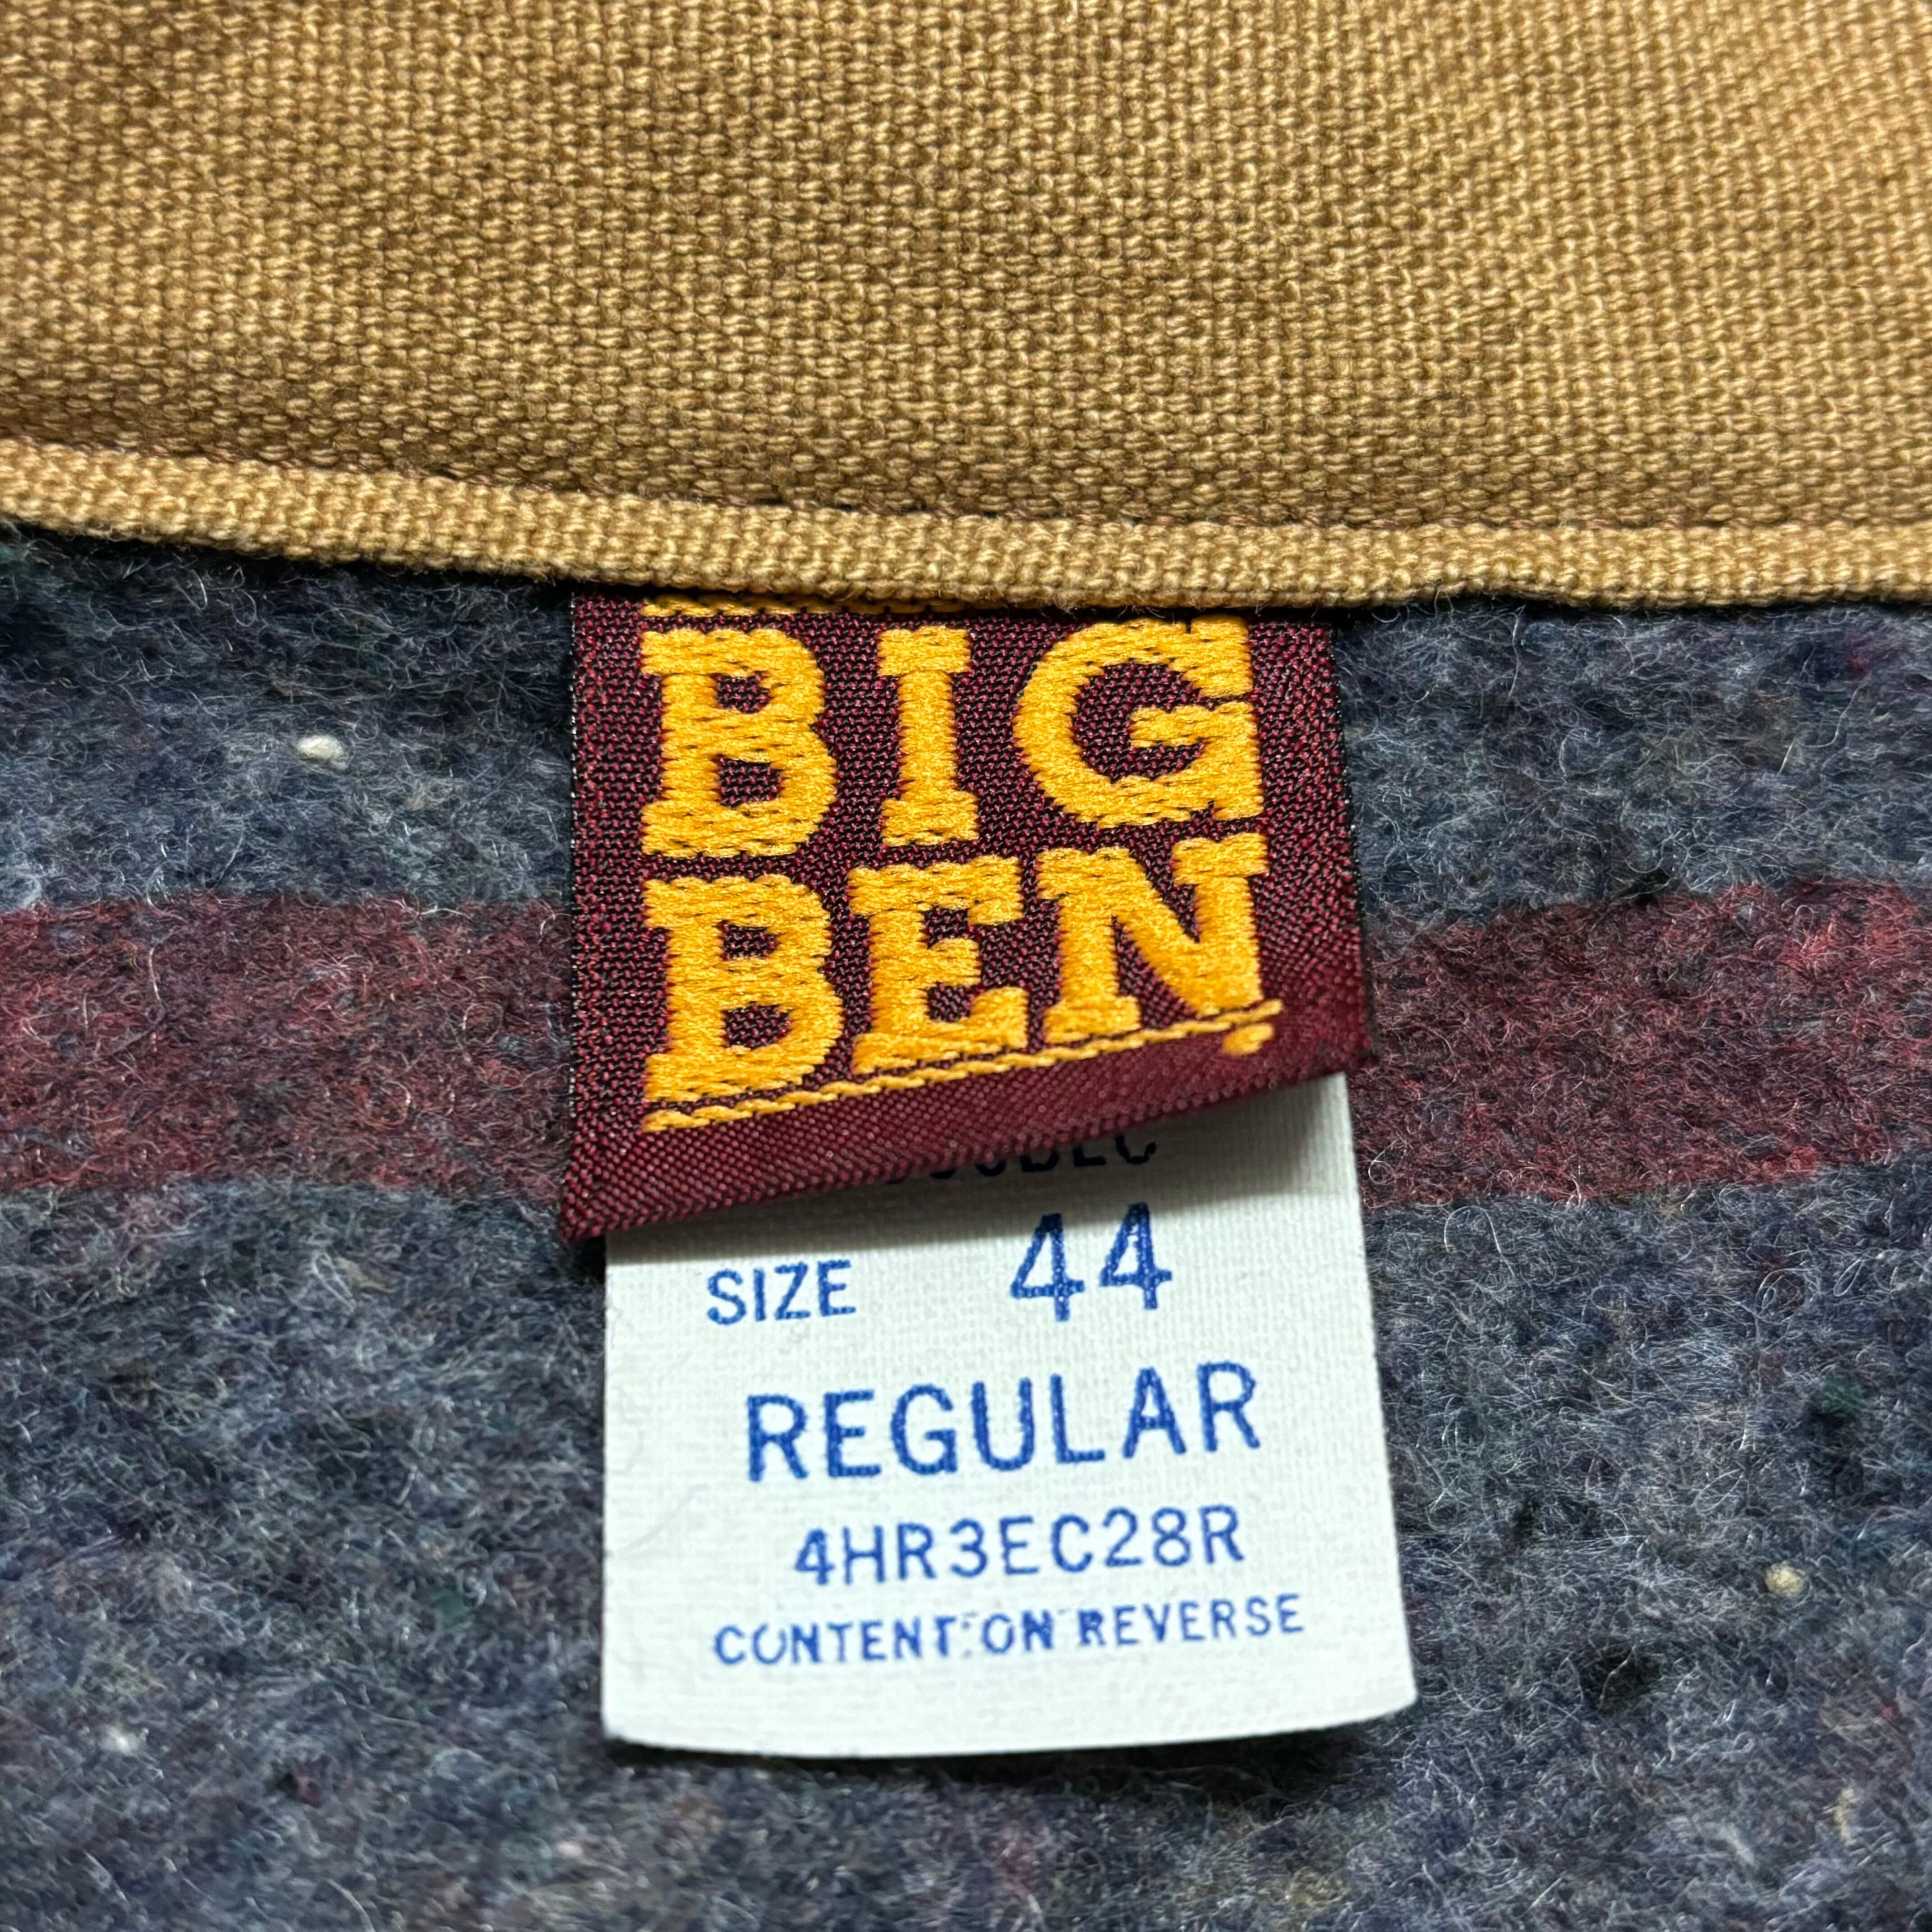 BIG
BEN
SIZE 44
REGULAR
4HR3EC28R
CONTENT ON REVERSE